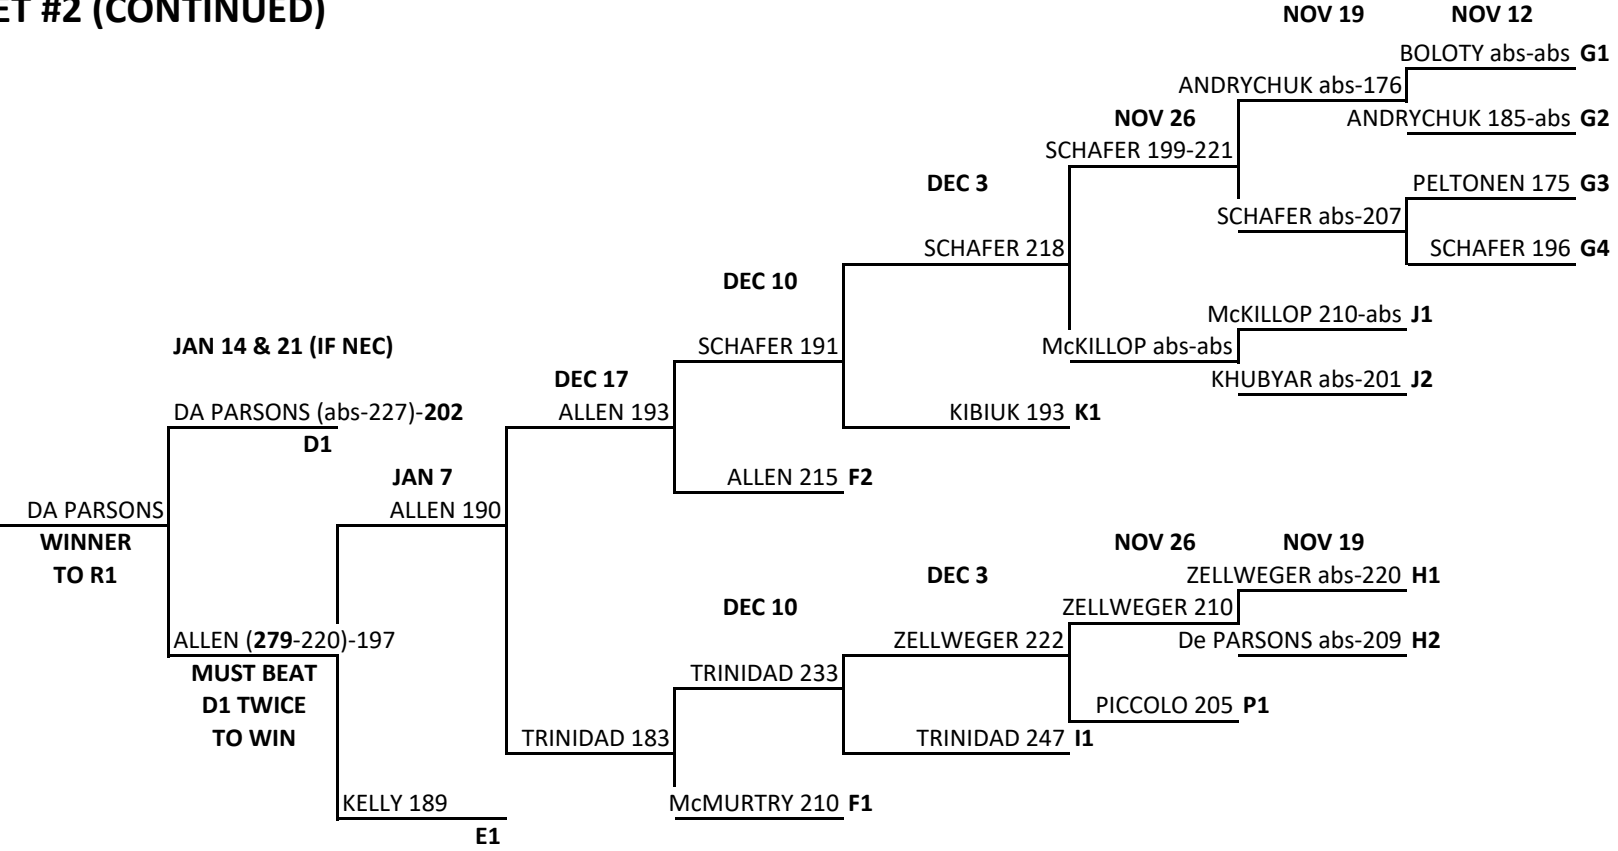 ET #2 (CONTINUED)
NOV 19 NOV 12
BOLOTY abs-abs G1
ANDRYCHUK abs-176
NOV 26 ANDRYCHUK 185-abs G2
SCHAFER 199-221
DEC 3 PELTONEN 175 G3
SCHAFER abs-207
SCHAFER 218 SCHAFER 196 G4
DEC 10
McKILLOP 210-abs J1
JAN 14 & 21 (IF NEC) SCHAFER 191 McKILLOP abs-abs
DEC 17 KHUBYAR abs-201 J2
DA PARSONS (abs-227)-202 ALLEN 193 KIBIUK 193 K1
D1
JAN 7 ALLEN 215 F2
DA PARSONS ALLEN 190
WINNER NOV 26 NOV 19
TO R1 DEC 3 ZELLWEGER abs-220 H1
DEC 10 ZELLWEGER 210
ALLEN (279-220)-197 ZELLWEGER 222 De PARSONS abs-209 H2
MUST BEAT TRINIDAD 233
D1 TWICE PICCOLO 205 P1
TO WIN TRINIDAD 183 TRINIDAD 247 I1
KELLY 189 McMURTRY 210 F1
E1